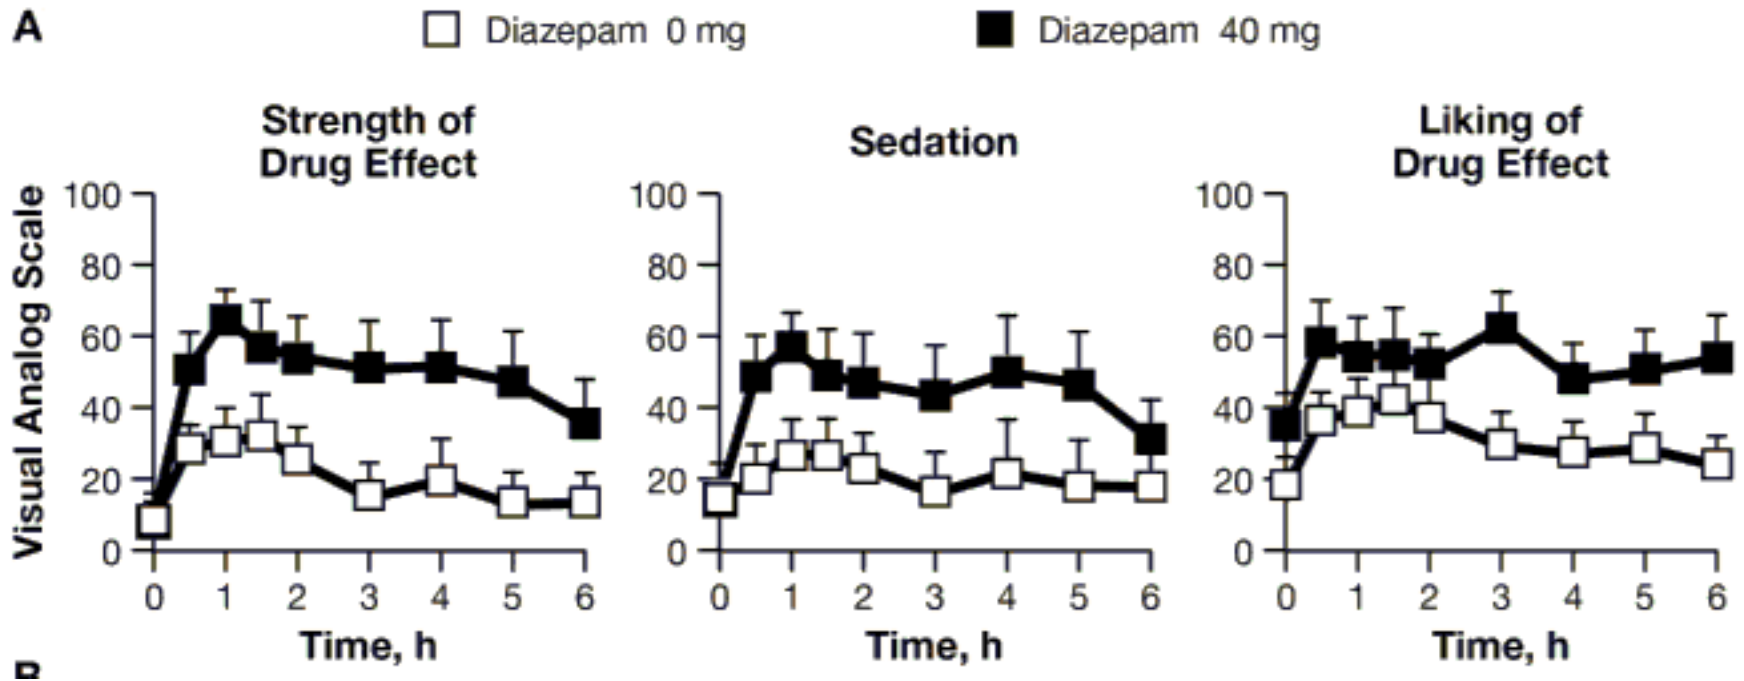 A
Diazepam 0 mg
Diazepam 40 mg
Strength of
Drug Effect
Sedation
Liking of
Drug Effect
Visual Analog Scale
100
80
60
40
20
0
0 1 2 3 4 5 6
Time, h
100
80
60
40
20
0
0 1 2 3 4 5 6
Time, h
100
80
60
40
20
0
0 1 2 3 4 5 6
Time, h
B